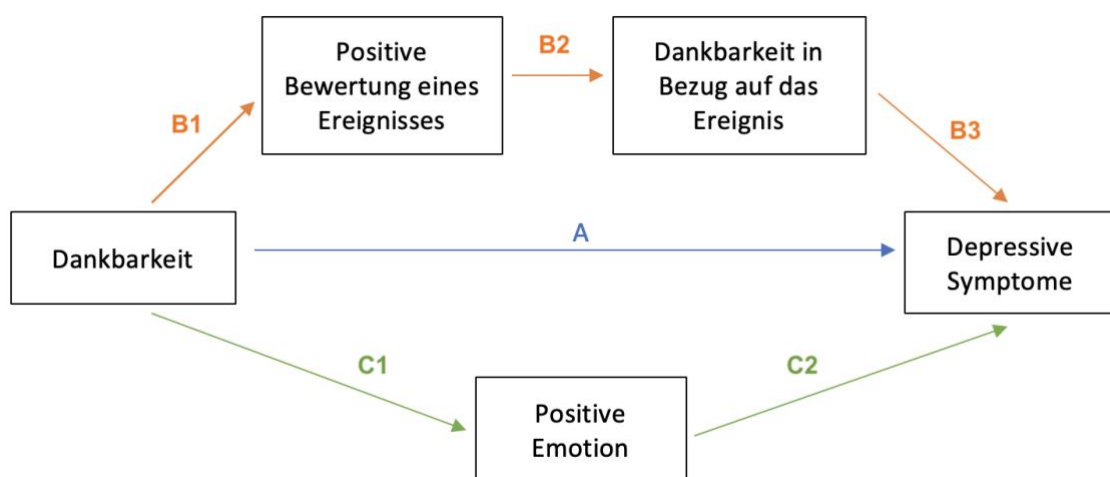 Positive
Bewertung eines
Ereignisses
B2
Dankbarkeit in
Bezug auf das
Ereignis
B1
B3
Dankbarkeit
A
Depressive
Symptome
C1
C2
Positive
Emotion